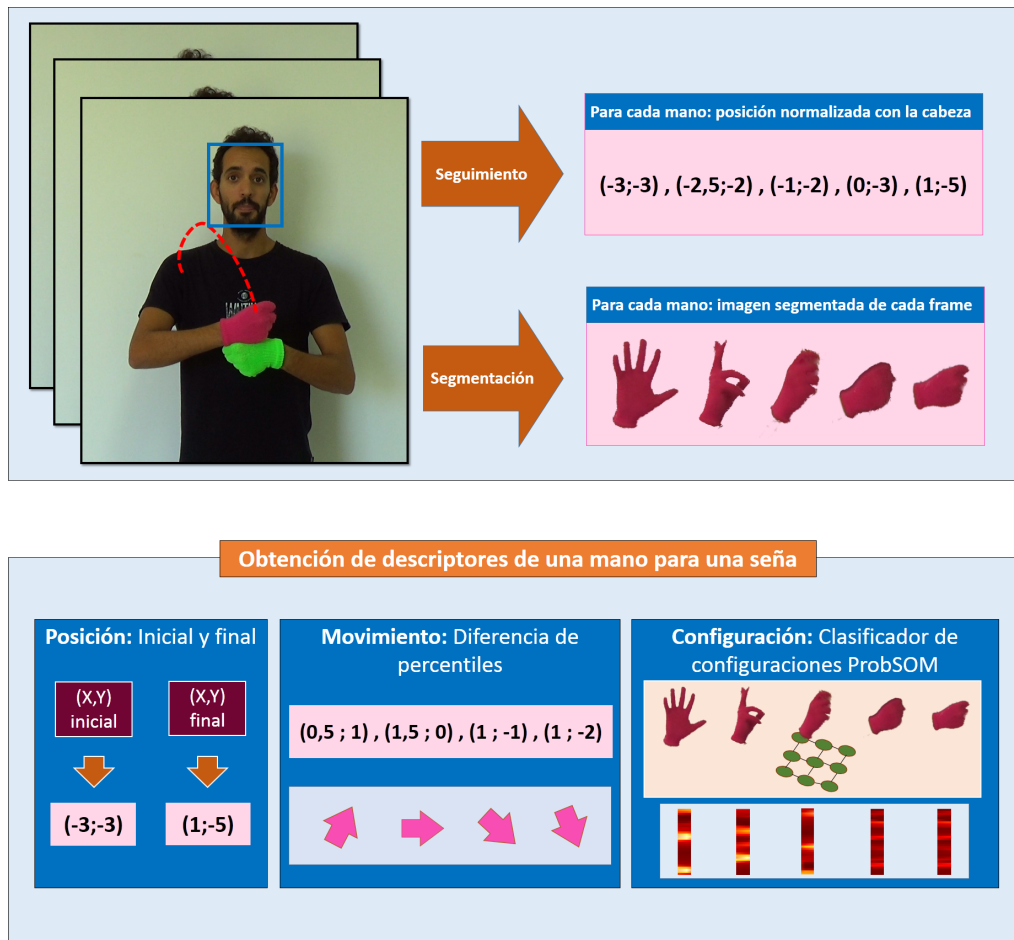 Para cada mano: posición normalizada con la cabeza
Seguimiento
(-3;-3) , (-2,5;-2) , (-1;-2) , (0;-3) , (1;-5)
Para cada mano: imagen segmentada de cada frame
Segmentación
Obtención de descriptores de una mano para una seña
Posición: Inicial y final
(X,Y)
inicial
(X,Y)
final
(-3;-3)
(1;-5)
Movimiento: Diferencia de
percentiles
(0,5 ; 1) , (1,5 ; 0) , (1 ; -1) , (1 ; -2)
Configuración: Clasificador de
configuraciones ProbSOM